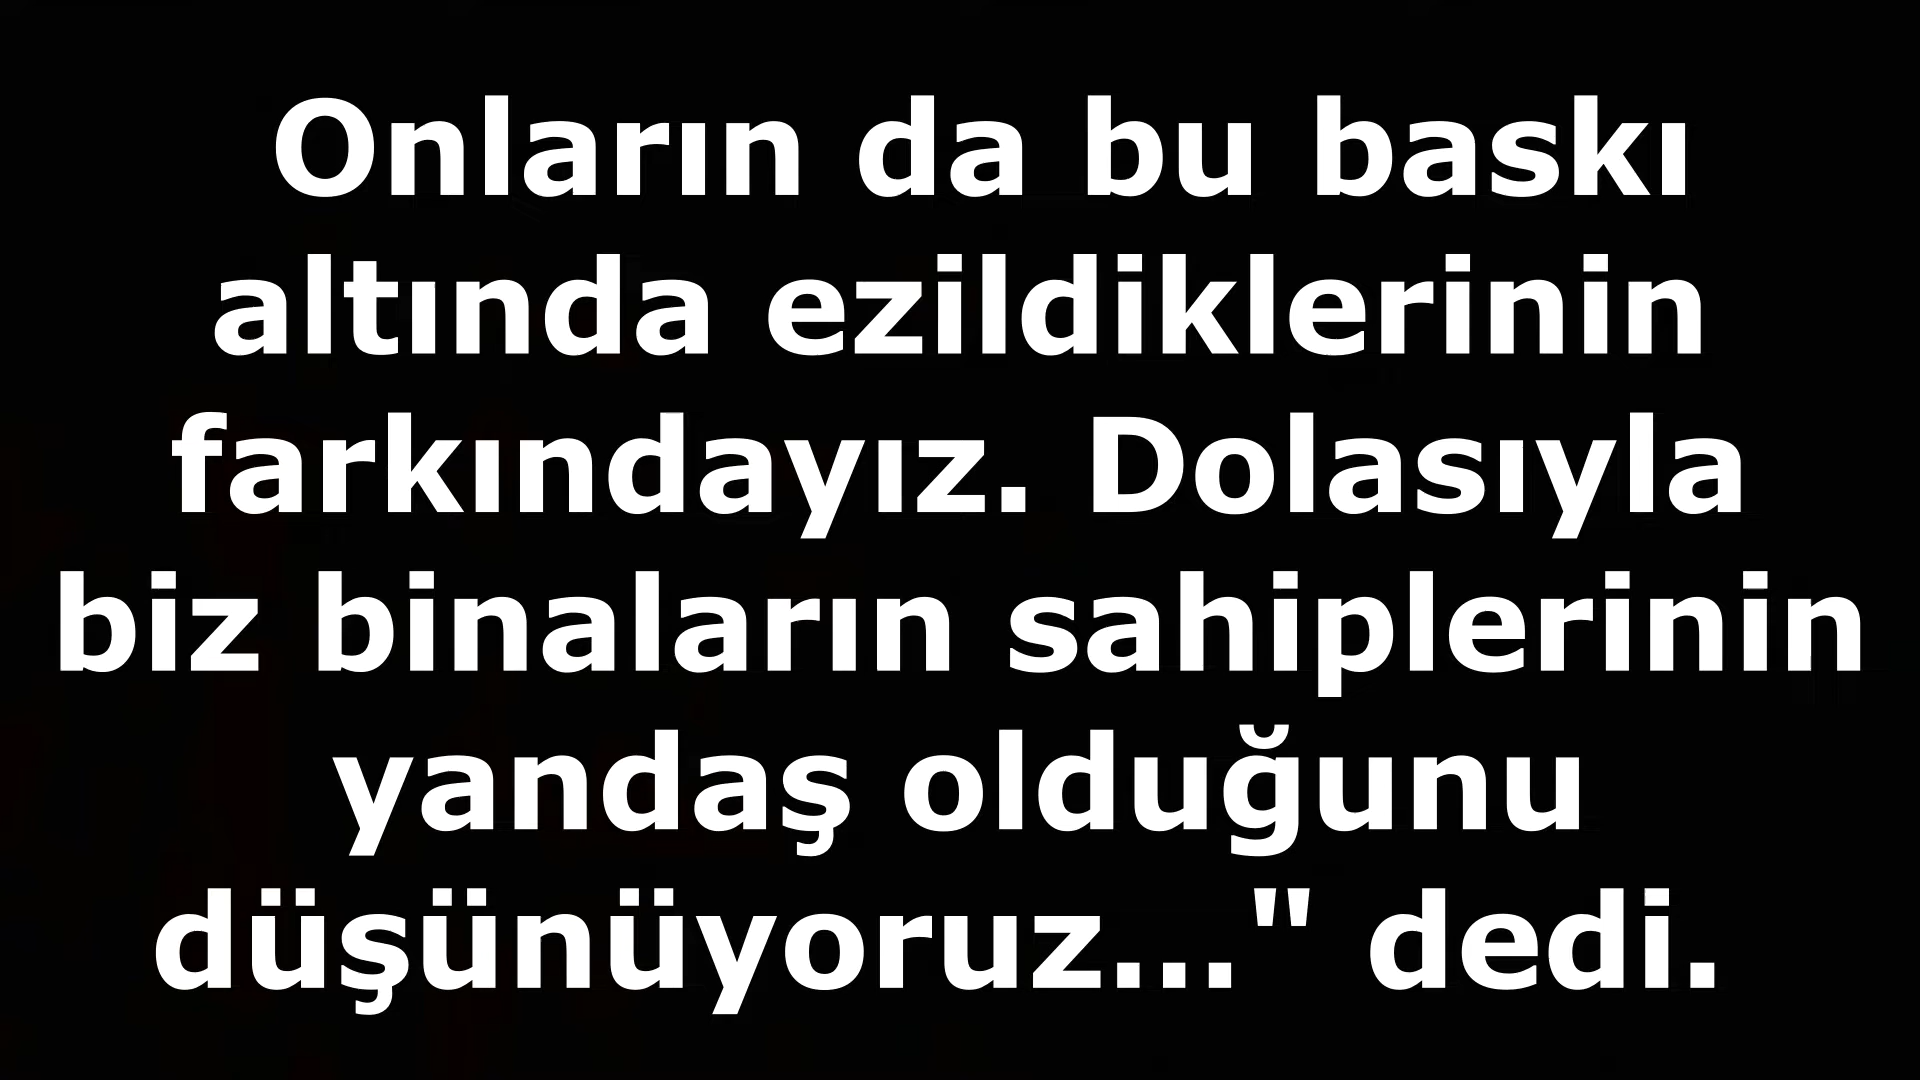 Onların da bu baskı
altında ezildiklerinin
farkındayız. Dolasıyla
biz binaların sahiplerinin
yandaş olduğunu
düşünüyoruz..." dedi.